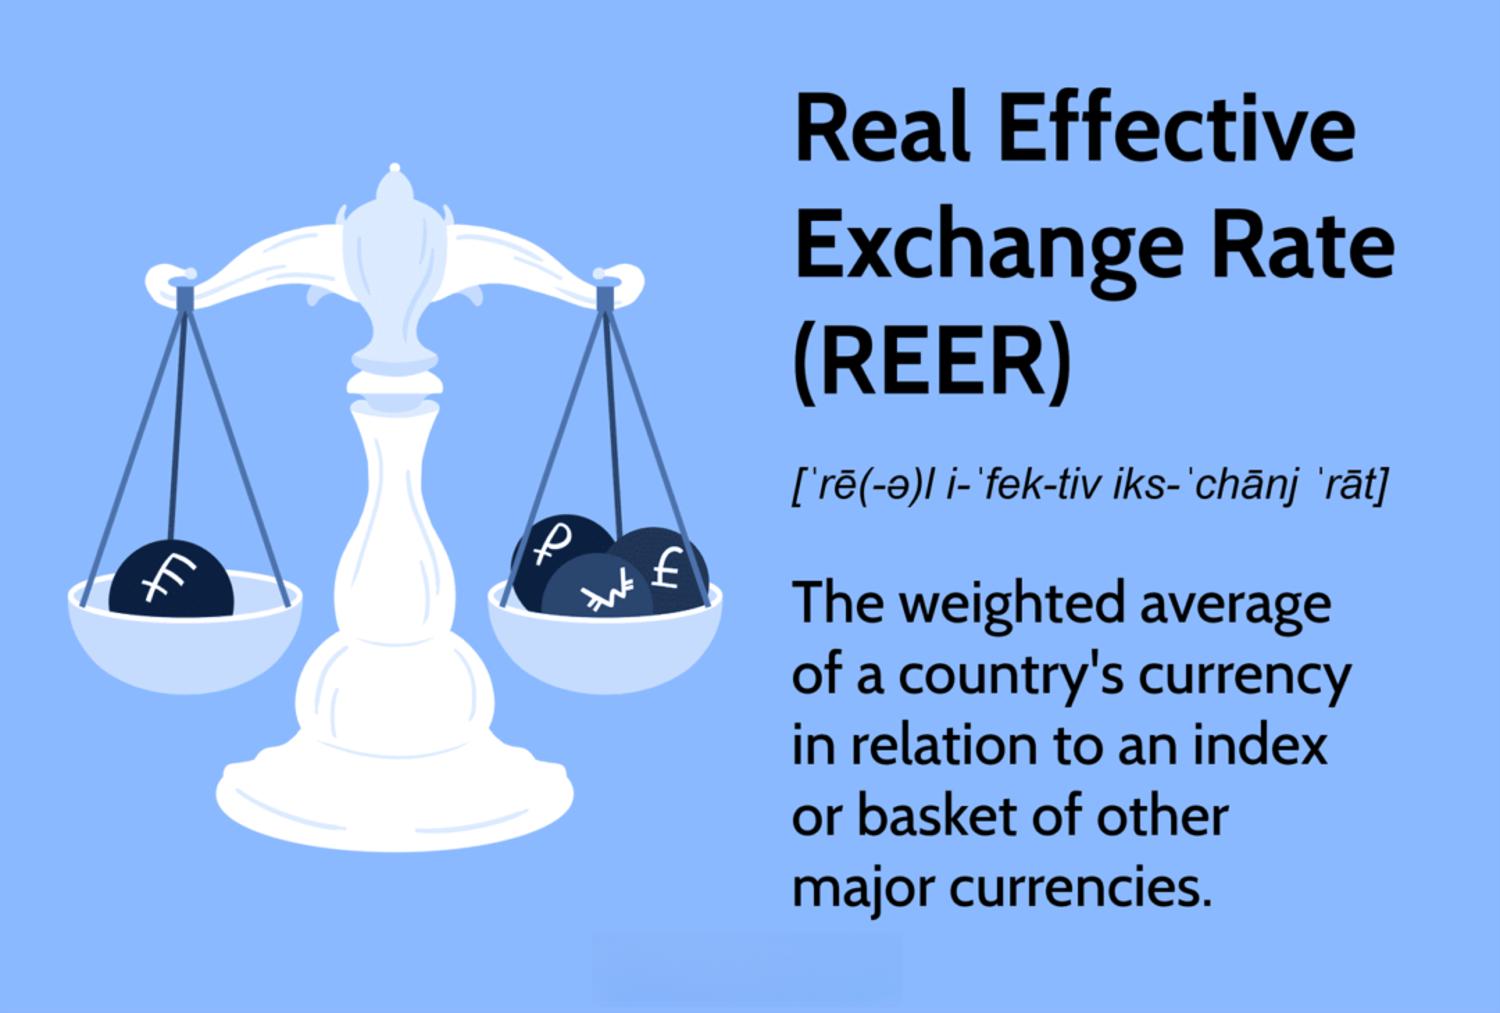 Real Effective
Exchange Rate
(REER)
[ˈrē(-ə)l i-ˈfek-tiv iks-ˈchānj ˈrāt]
The weighted average
of a country's currency
in relation to an index
or basket of other
major currencies.
₽
£
₩